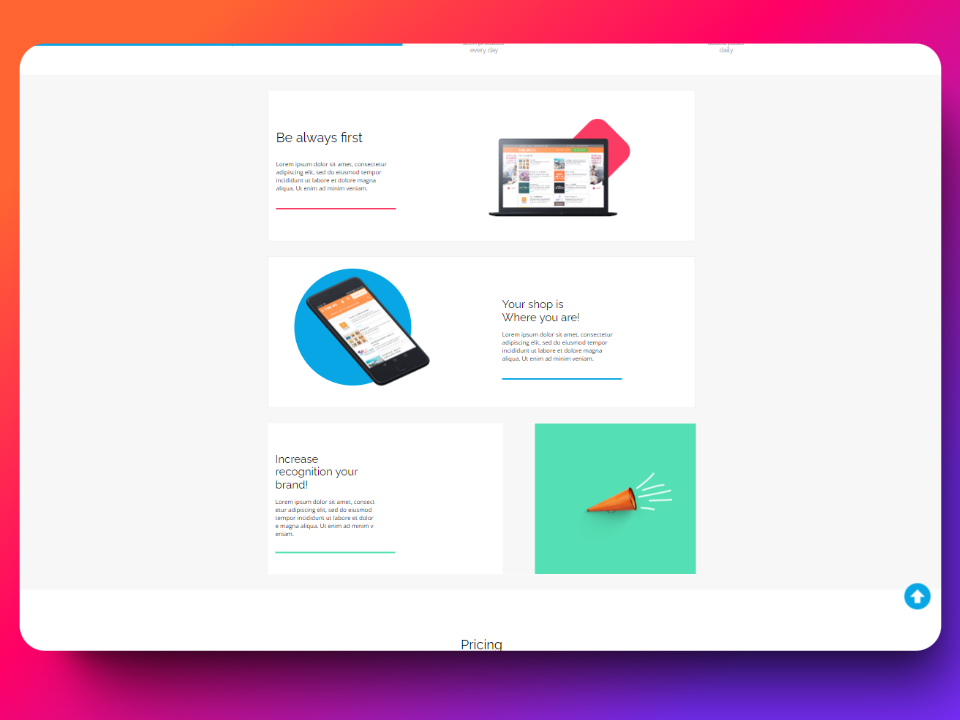 every day
daily
Be always first
Lorem ipsum dolor sit amet, consectetur
adipiscing elit, sed do eiusmod tempor
incididunt ut labore et dolore magna
aliqua. Ut enim ad minim veniam.
Your shop is
Where you are!
Lorem ipsum dolor sit amet, consectetur
adipiscing elit, sed do eiusmod tempor
incididunt ut labore et dolore magna
aliqua. Ut enim ad minim veniam.
Increase
recognition your
brand!
Lorem ipsum dolor sit amet, consect
etur adipiscing elit, sed do eiusmod
tempor incididunt ut labore et dolor
e magna aliqua. Ut enim ad minim v
eniam.
Pricing